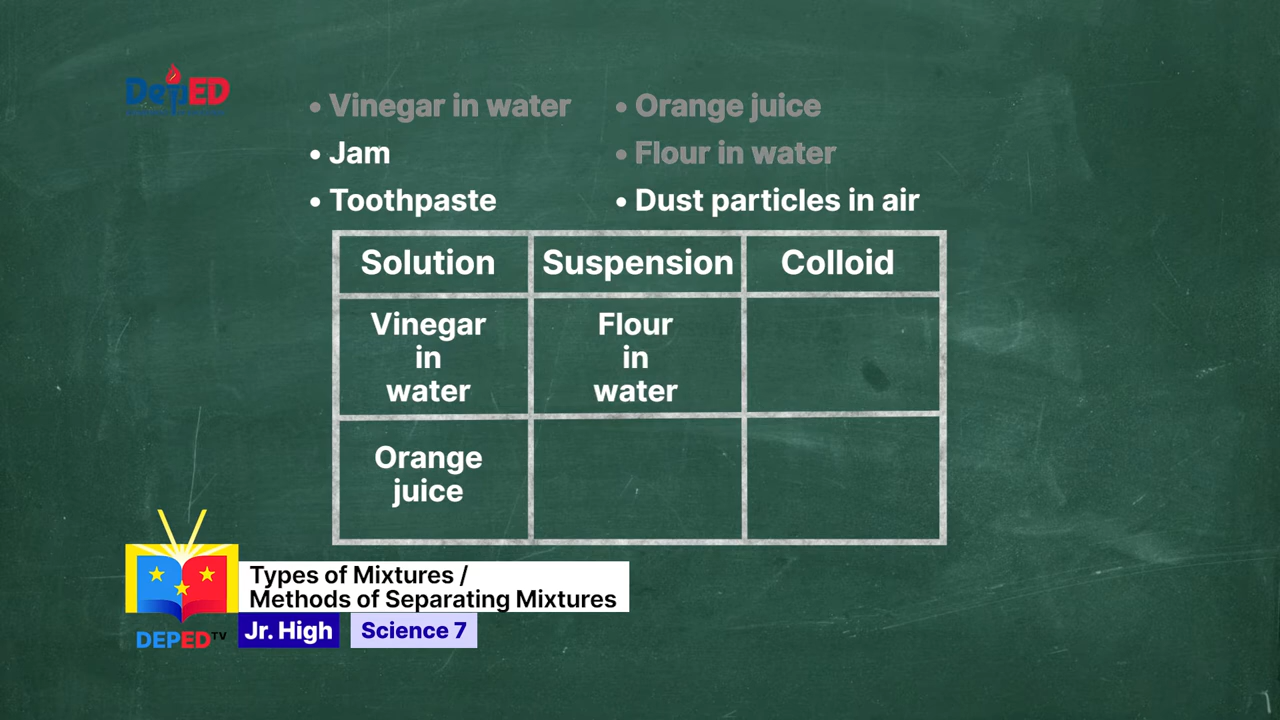 DepED
• Vinegar in water
• Orange juice
• Jam
• Flour in water
• Toothpaste
• Dust particles in air
Solution
Suspension
Colloid
Vinegar
in
water
Flour
in
water
Orange
juice
Types of Mixtures /
Methods of Separating Mixtures
DEPED TV
Jr. High
Science 7